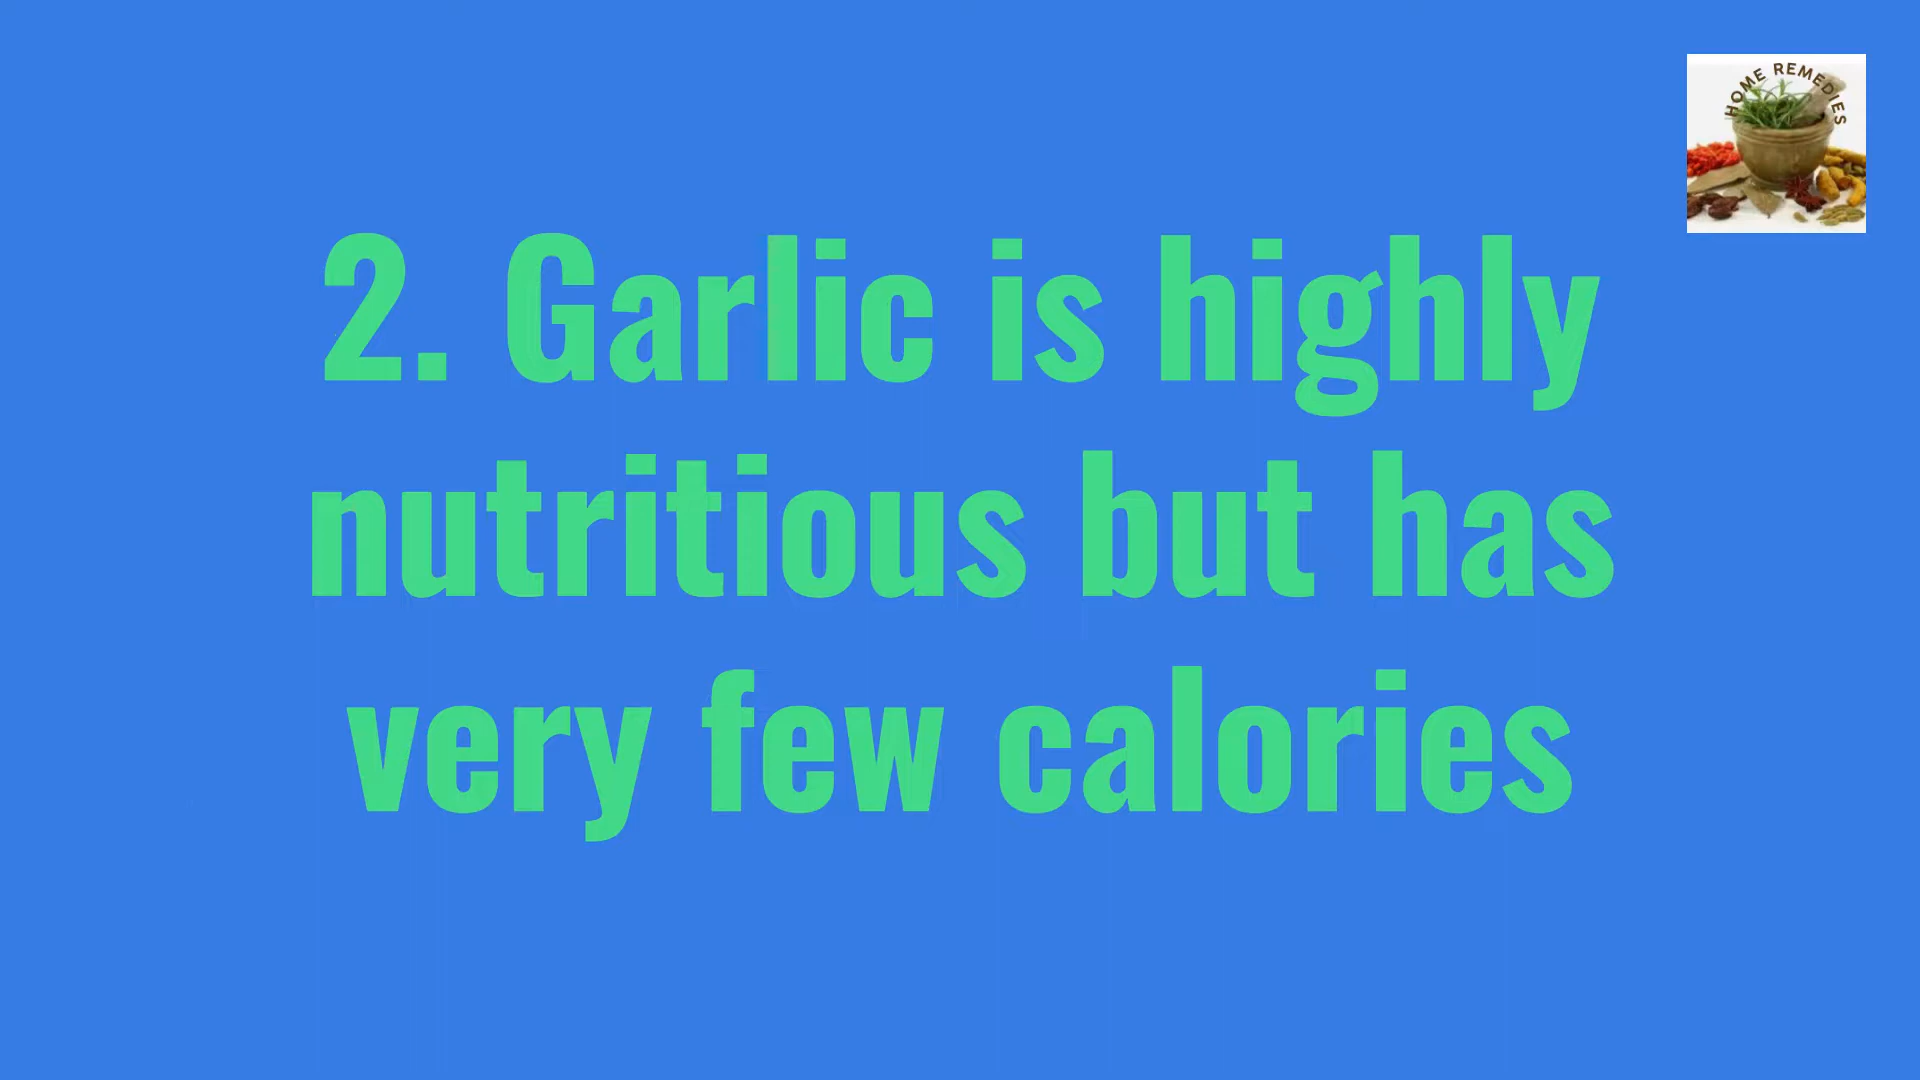 HOME REMEDIES
2. Garlic is highly
nutritious but has
very few calories